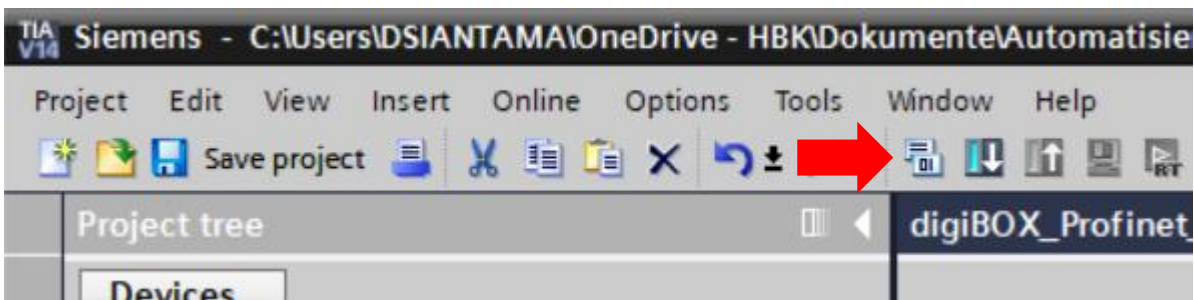 TIA V14 Siemens - C:\Users\DSIANTAMA\OneDrive - HBK\Dokumente\Automatisie
Project Edit View Insert Online Options Tools Window Help
Save project
RT
Project tree
digiBOX_Profinet_
Devices